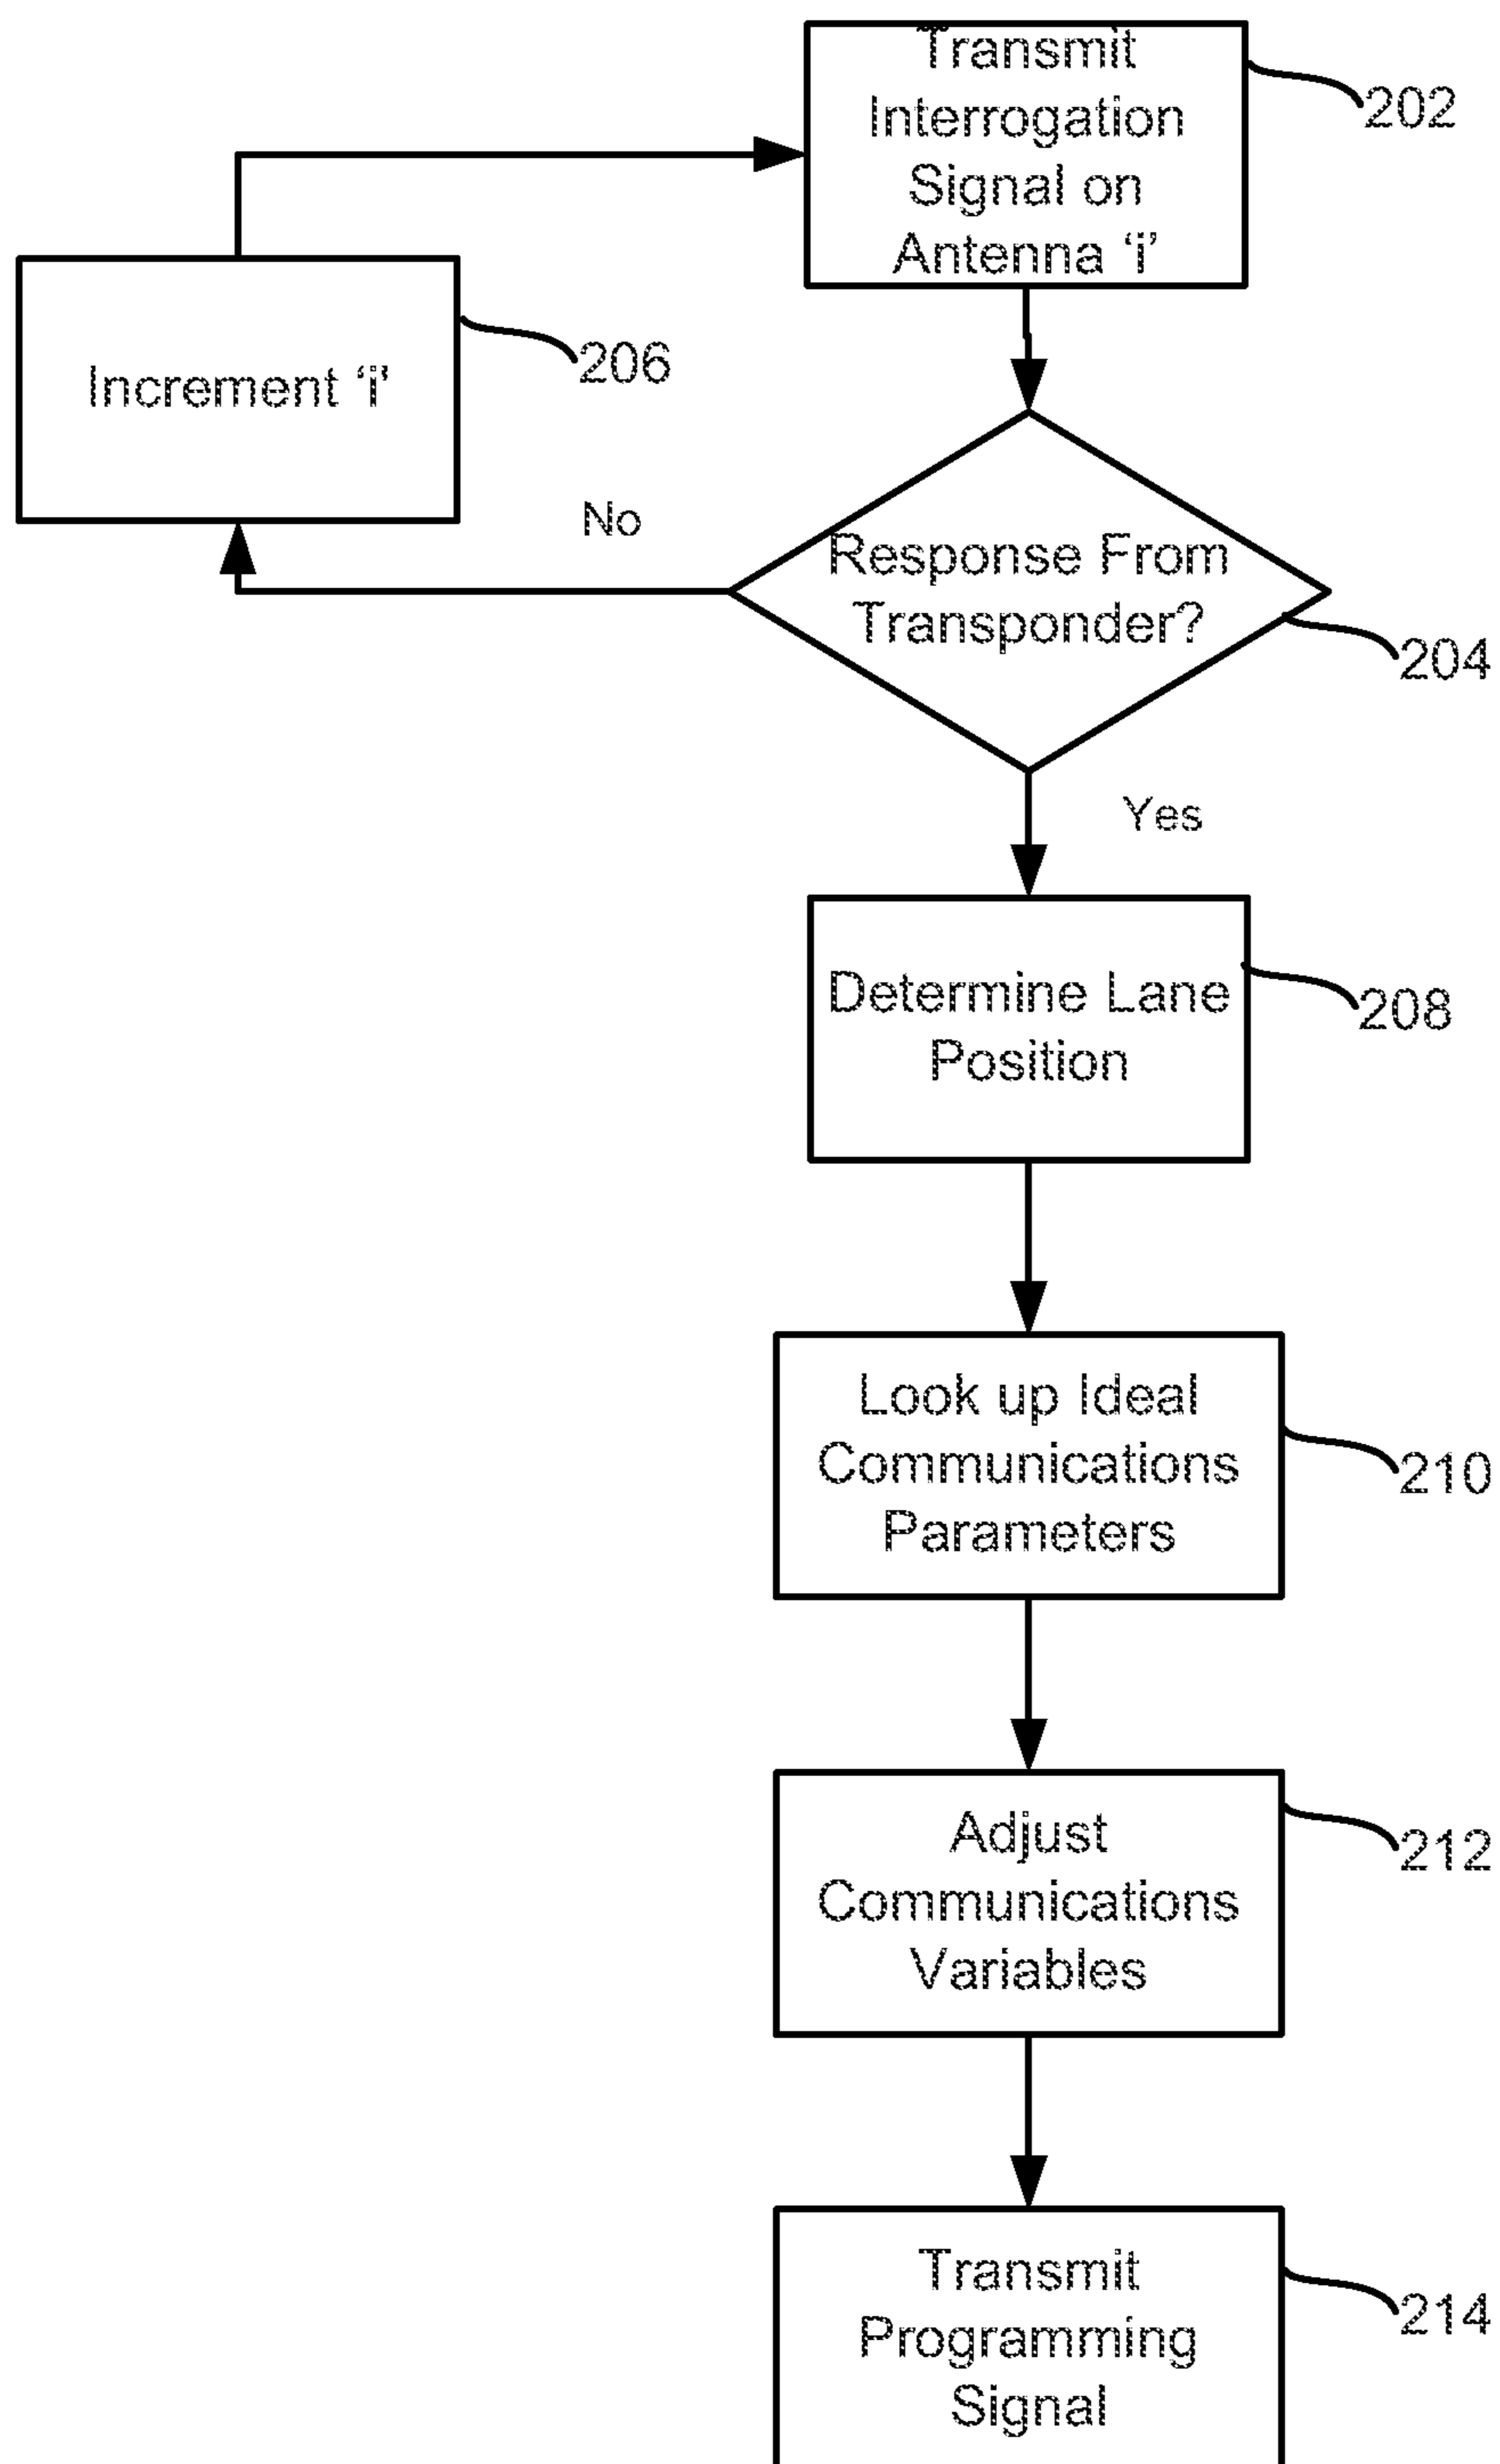 Transmit
Interrogation
Signal on
Antenna ‘i’
202
Increment ‘i’
206
No
Response From
Transponder?
204
Yes
Determine Lane
Position
208
Look up Ideal
Communications
Parameters
210
Adjust
Communications
Variables
212
Transmit
Programming
Signal
214